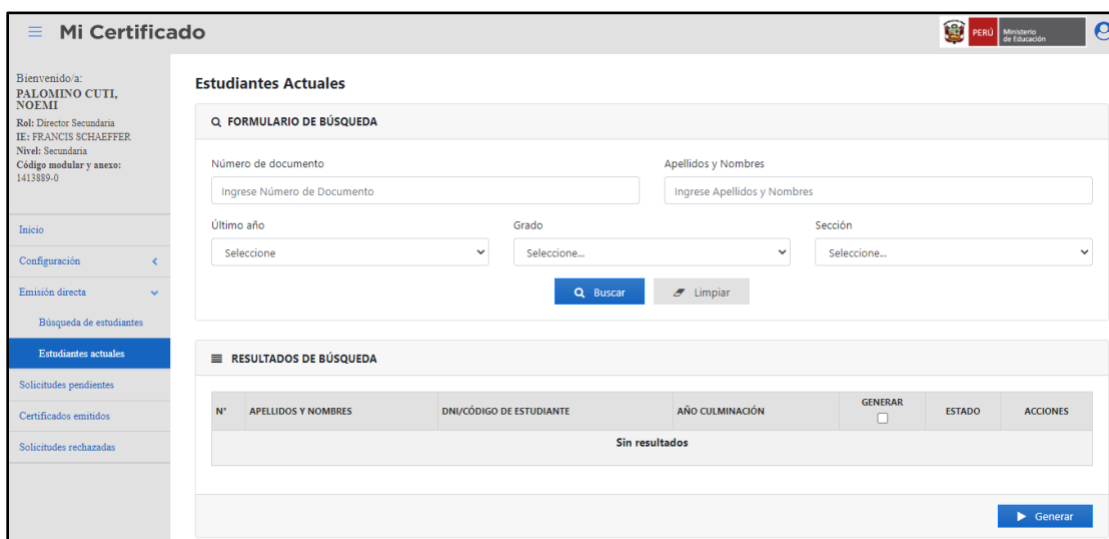 Mi Certificado
PERÚ
Ministerio
de Educación
Bienvenido/a:
PALOMINO CUTI,
NOEMI
Rol: Director Secundaria
IE: FRANCIS SCHAEFFER
Nivel: Secundaria
Código modular y anexo:
1413889-0
Inicio
Configuración
Emisión directa
Búsqueda de estudiantes
Estudiantes actuales
Solicitudes pendientes
Certificados emitidos
Solicitudes rechazadas
Estudiantes Actuales
FORMULARIO DE BÚSQUEDA
Número de documento Apellidos y Nombres
Ingrese Número de Documento Ingrese Apellidos y Nombres
Último año Grado Sección
Seleccione Seleccione... Seleccione...
Buscar Limpiar
RESULTADOS DE BÚSQUEDA
N° APELLIDOS Y NOMBRES DNI/CÓDIGO DE ESTUDIANTE AÑO CULMINACIÓN GENERAR ESTADO ACCIONES
Sin resultados
Generar